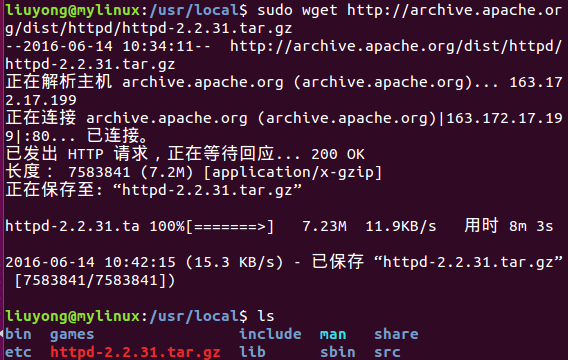 liuyong@mylinux:/usr/local$ sudo wget http://archive.apache.or
g/dist/httpd/httpd-2.2.31.tar.gz
--2016-06-14 10:34:11--  http://archive.apache.org/dist/httpd/
httpd-2.2.31.tar.gz
正在解析主机 archive.apache.org (archive.apache.org)... 163.17
2.17.199
正在连接 archive.apache.org (archive.apache.org)|163.172.17.19
9|:80... 已连接。
已发出 HTTP 请求，正在等待回应... 200 OK
长度： 7583841 (7.2M) [application/x-gzip]
正在保存至: “httpd-2.2.31.tar.gz”
httpd-2.2.31.ta 100%[=======>]   7.23M  11.9KB/s   用时 8m 3s
2016-06-14 10:42:15 (15.3 KB/s) - 已保存 “httpd-2.2.31.tar.gz”
[7583841/7583841])
liuyong@mylinux:/usr/local$ ls
bin  games                include  man   share
etc  httpd-2.2.31.tar.gz  lib      sbin  src